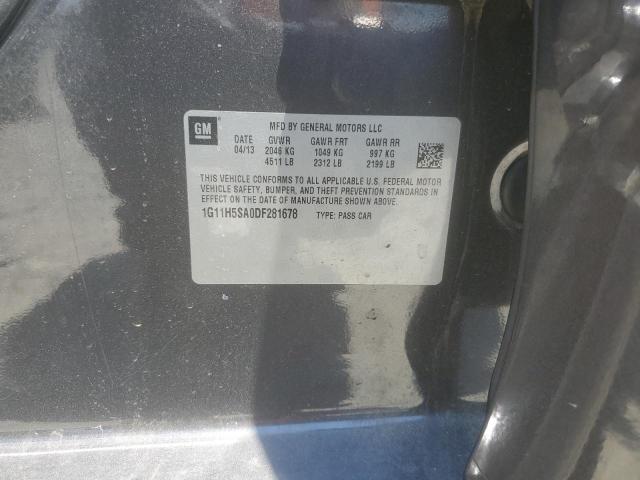 GM
MFD BY GENERAL MOTORS LLC
DATE GVWR GAWR FRT GAWR RR
04/13 2046 KG 1049 KG 997 KG
4511 LB 2312 LB 2199 LB
THIS VEHICLE CONFORMS TO ALL APPLICABLE U.S. FEDERAL MOTOR
VEHICLE SAFETY, BUMPER, AND THEFT PREVENTION STANDARDS IN
EFFECT ON THE DATE OF MANUFACTURE SHOWN ABOVE.
1G11H5SA0DF281678 TYPE: PASS CAR